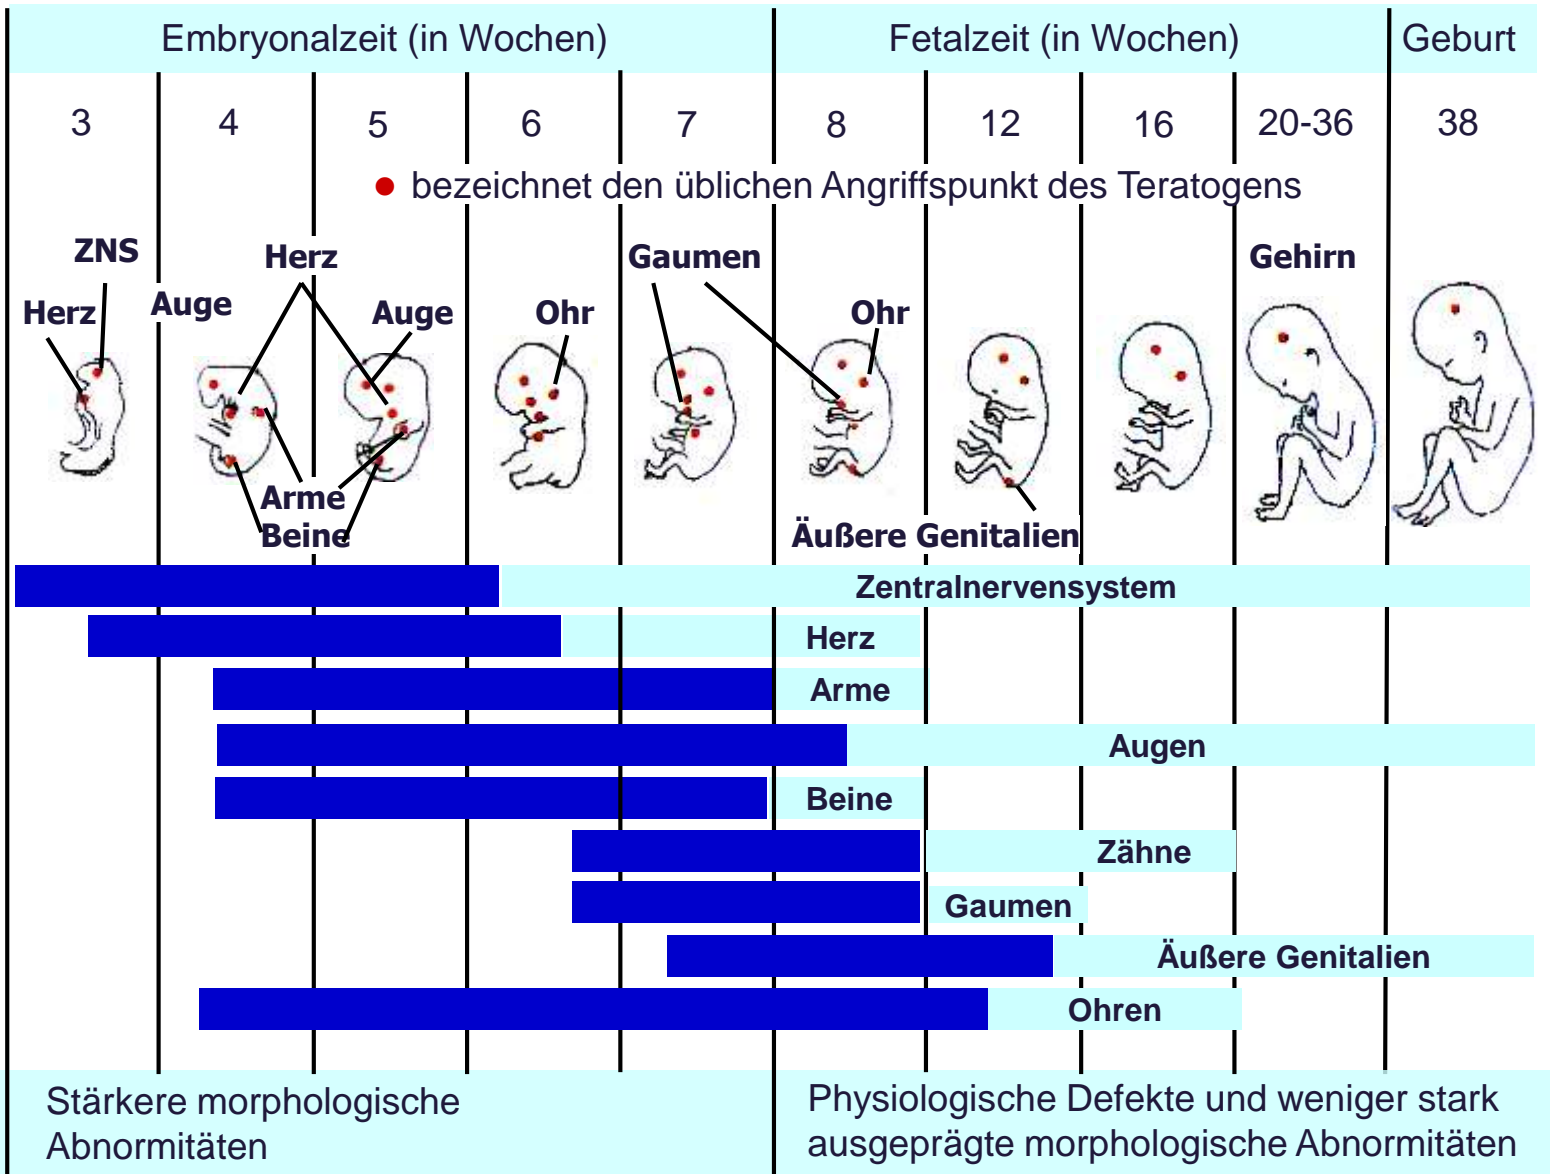 Embryonalzeit (in Wochen) Fetalzeit (in Wochen) Geburt
3 4 5 6 7 8 12 16 20-36 38
bezeichnet den üblichen Angriffspunkt des Teratogens
ZNS Herz Gaumen Gehirn
Herz Auge Auge Ohr Ohr
Arme
Beine Äußere Genitalien
Zentralnervensystem
Herz
Arme
Augen
Beine
Zähne
Gaumen
Äußere Genitalien
Ohren
Stärkere morphologische
Abnormitäten
Physiologische Defekte und weniger stark
ausgeprägte morphologische Abnormitäten